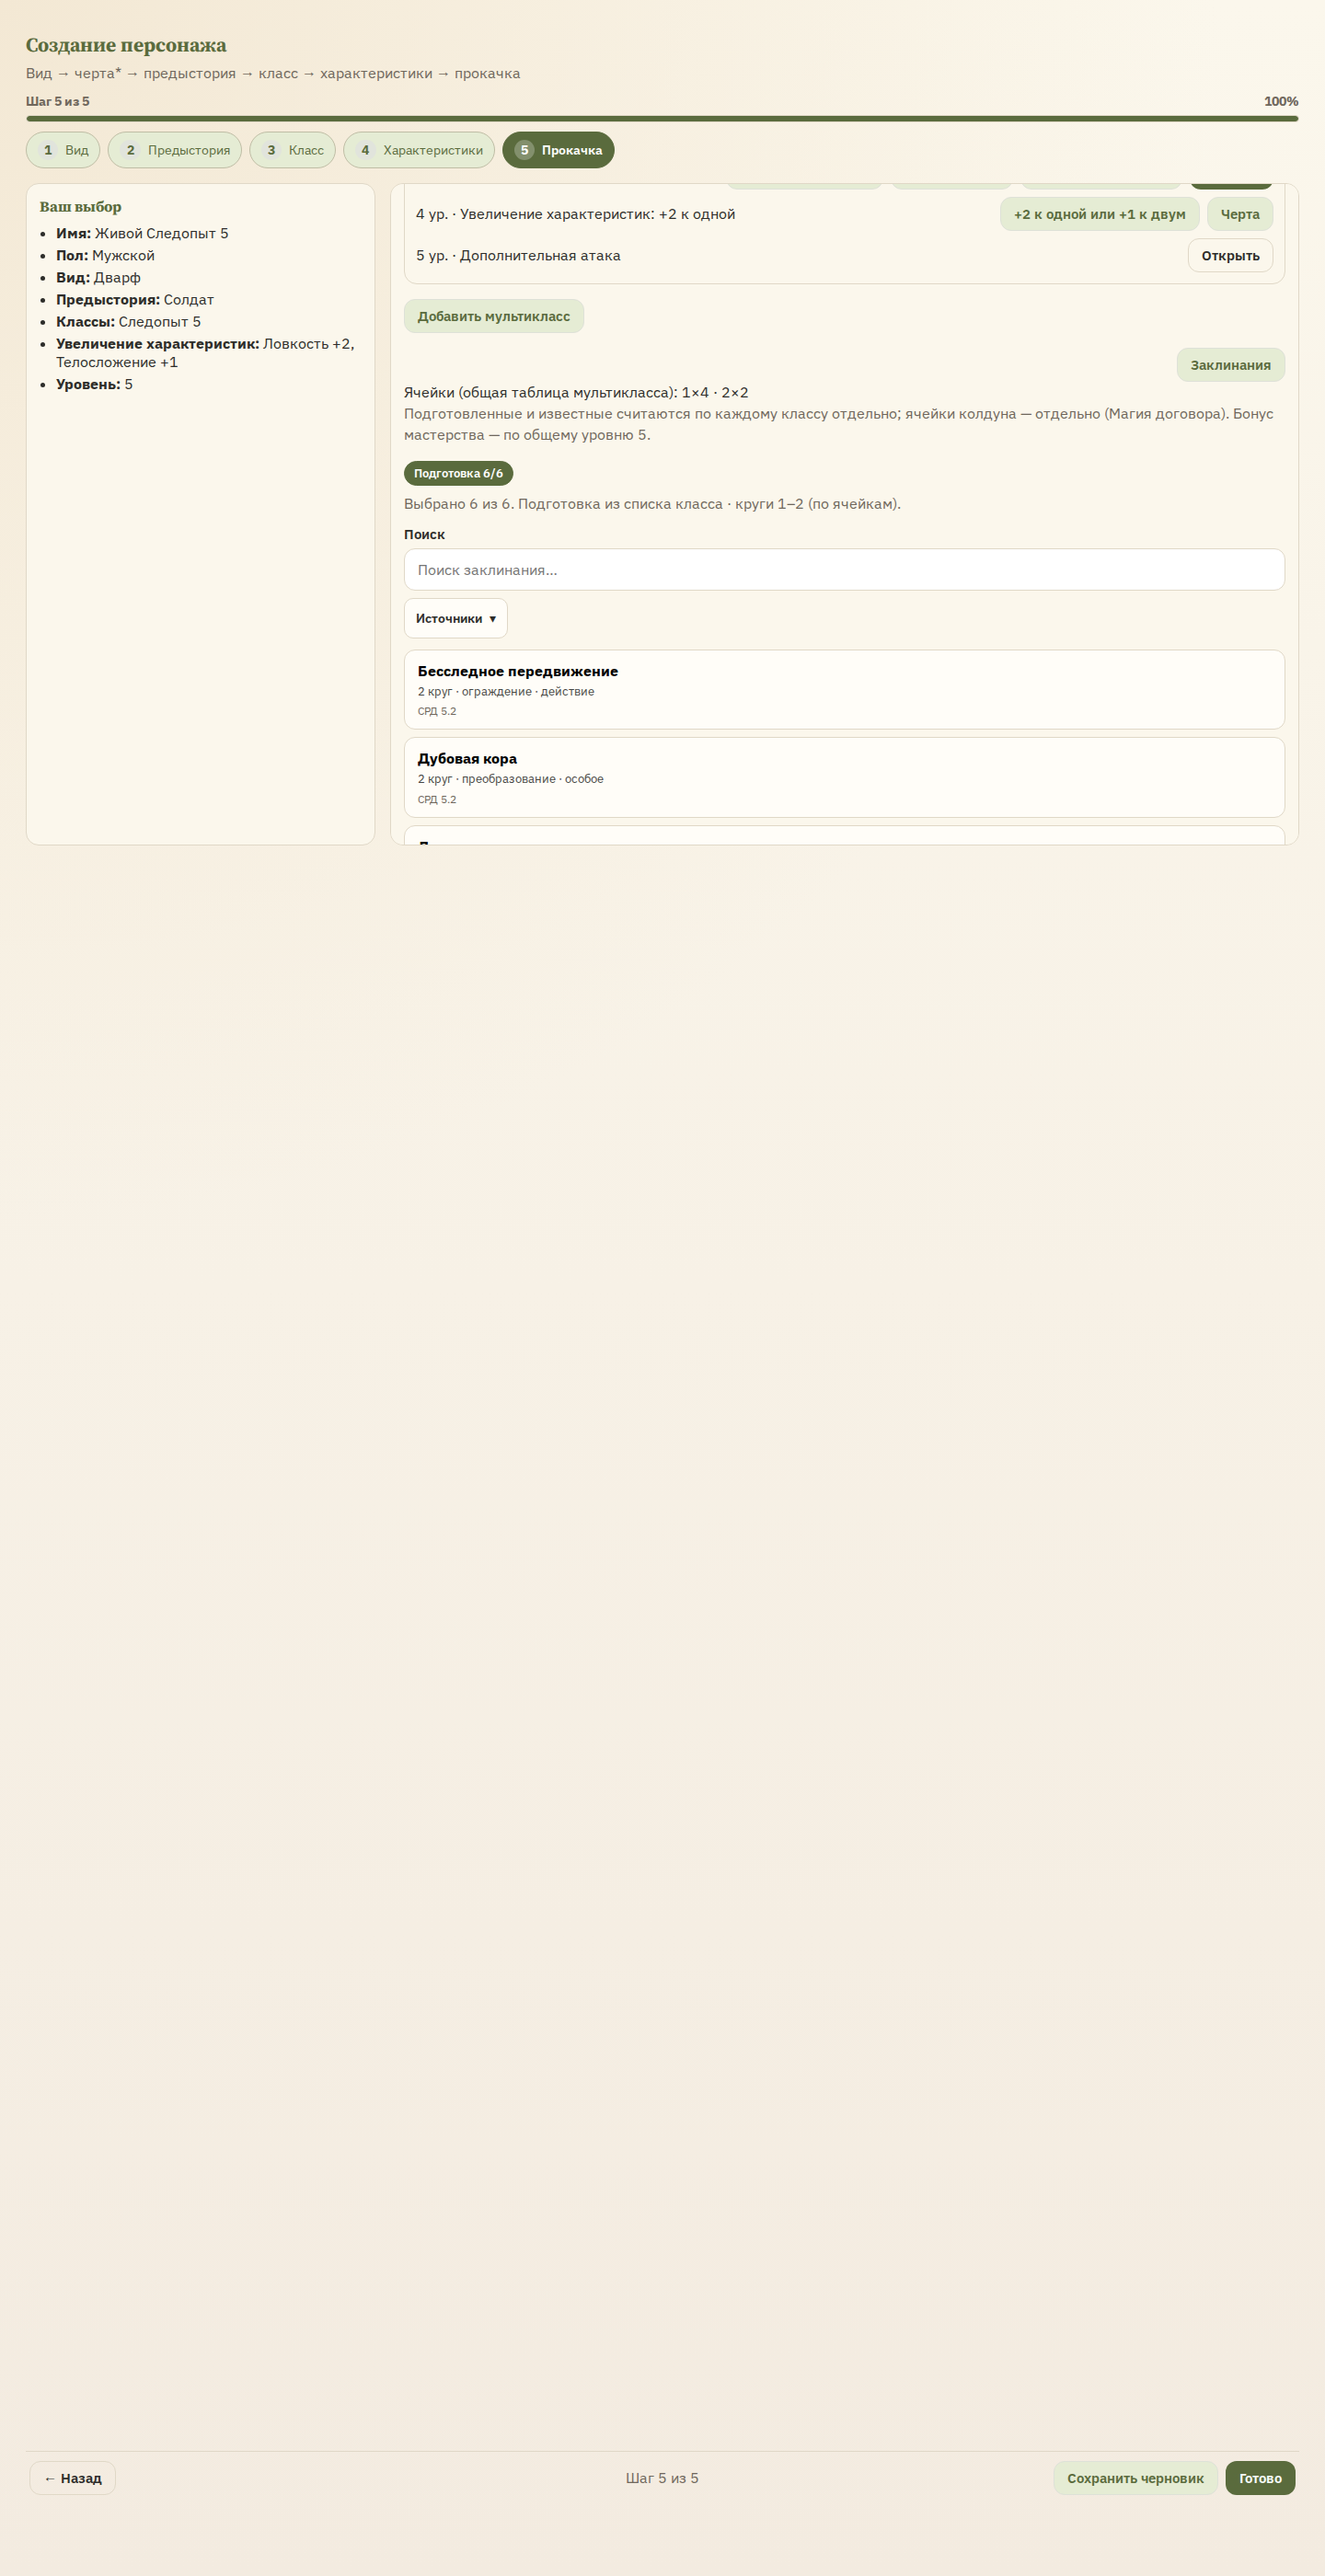 Создание персонажа
Вид → черта* → предыстория → класс → характеристики → прокачка
Шаг 5 из 5 100%
1 Вид 2 Предыстория 3 Класс 4 Характеристики 5 Прокачка
Ваш выбор
Имя: Живой Следопыт 5
Пол: Мужской
Вид: Дварф
Предыстория: Солдат
Классы: Следопыт 5
Увеличение характеристик: Ловкость +2,
Телосложение +1
Уровень: 5
4 ур. · Увеличение характеристик: +2 к одной +2 к одной или +1 к двум Черта
5 ур. · Дополнительная атака Открыть
Добавить мультикласс
Заклинания
Ячейки (общая таблица мультикласса): 1×4 · 2×2
Подготовленные и известные считаются по каждому классу отдельно; ячейки колдуна — отдельно (Магия договора). Бонус
мастерства — по общему уровню 5.
Подготовка 6/6
Выбрано 6 из 6. Подготовка из списка класса · круги 1–2 (по ячейкам).
Поиск
Поиск заклинания…
Источники ▾
Бесследное передвижение
2 круг · ограждение · действие
СРД 5.2
Дубовая кора
2 круг · преобразование · особое
СРД 5.2
← Назад Шаг 5 из 5 Сохранить черновик Готово